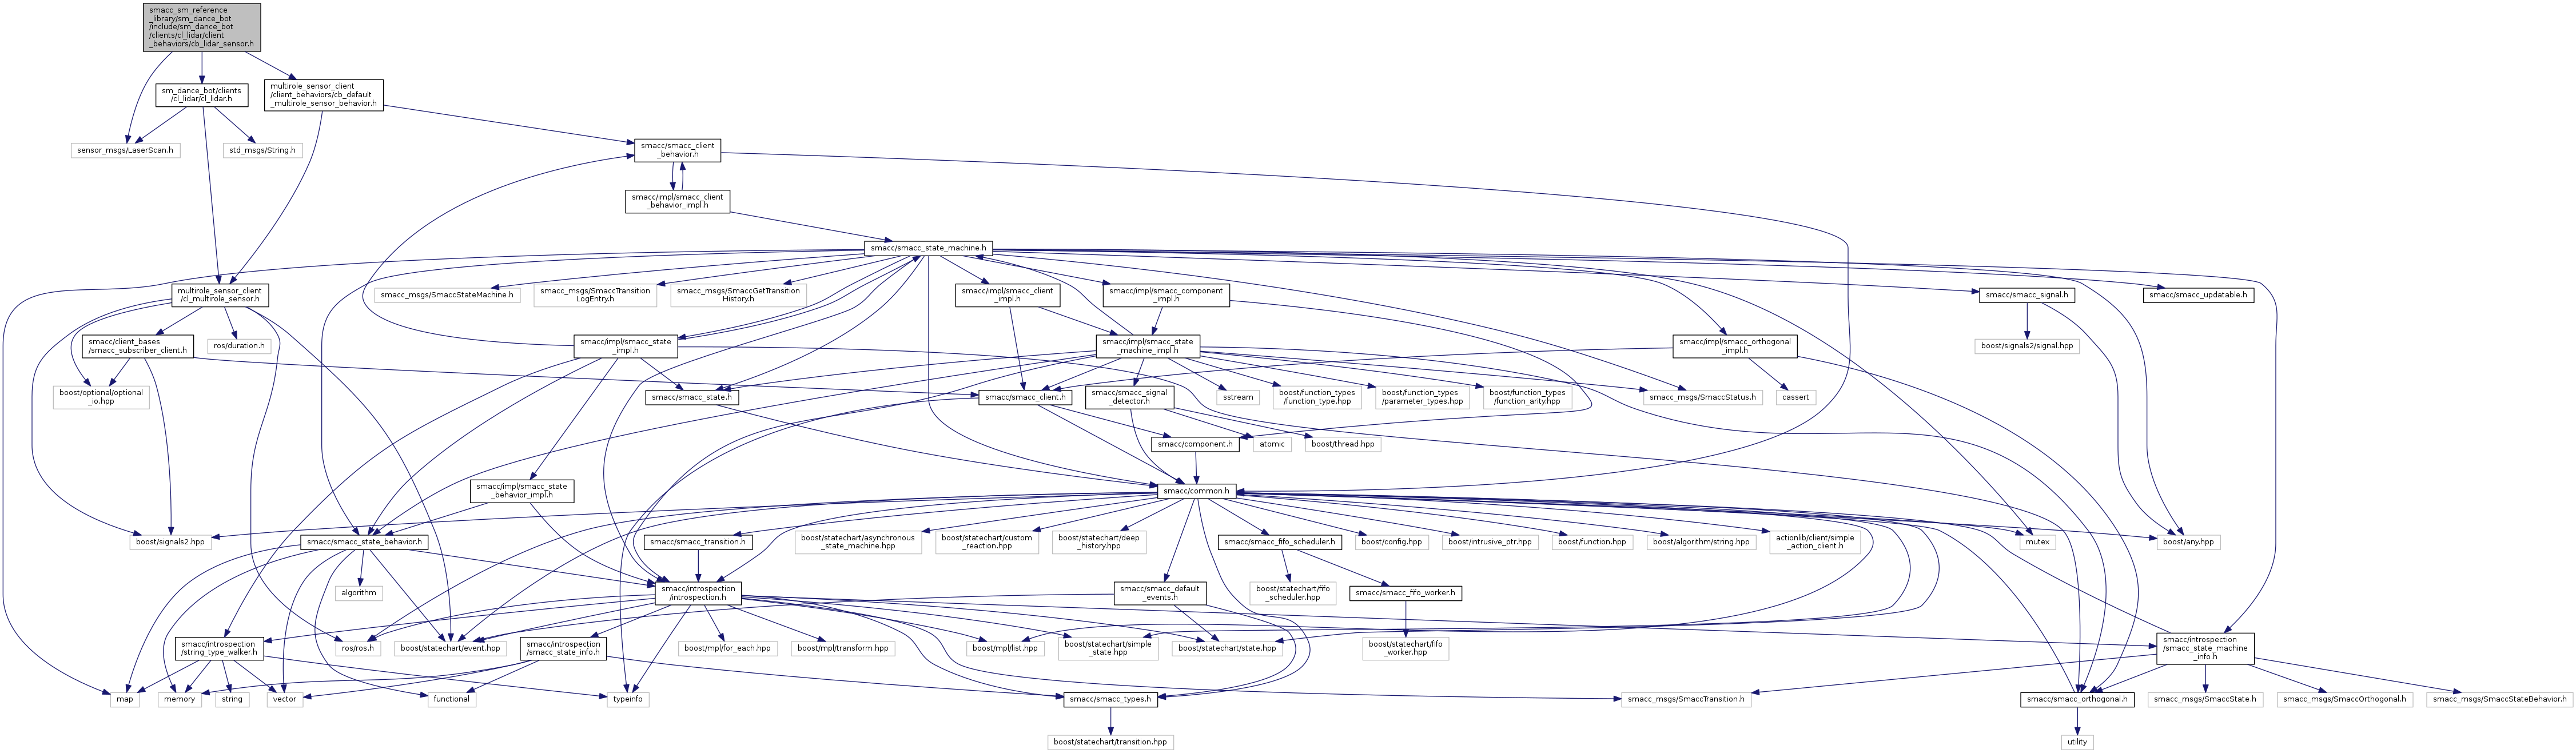 smacc_sm_reference
_library/sm_dance_bot
/include/sm_dance_bot
/clients/cl_lidar/client
_behaviors/cb_lidar_sensor.h
sm_dance_bot/clients
/cl_lidar/cl_lidar.h
multirole_sensor_client
/client_behaviors/cb_default
_multirole_sensor_behavior.h
sensor_msgs/LaserScan.h
std_msgs/String.h
smacc/smacc_client
_behavior.h
smacc/impl/smacc_client
_behavior_impl.h
smacc/smacc_state_machine.h
multirole_sensor_client
/cl_multirole_sensor.h
smacc_msgs/SmaccStateMachine.h
smacc_msgs/SmaccTransition
LogEntry.h
smacc_msgs/SmaccGetTransition
History.h
smacc/impl/smacc_client
_impl.h
smacc/impl/smacc_component
_impl.h
smacc/smacc_signal.h
smacc/smacc_updatable.h
smacc/client_bases
/smacc_subscriber_client.h
ros/duration.h
smacc/impl/smacc_state
_impl.h
smacc/impl/smacc_state
_machine_impl.h
smacc/impl/smacc_orthogonal
_impl.h
boost/signals2/signal.hpp
boost/optional/optional
_io.hpp
smacc/smacc_state.h
smacc/smacc_client.h
smacc/smacc_signal
_detector.h
sstream
boost/function_types
/function_type.hpp
boost/function_types
/parameter_types.hpp
boost/function_types
/function_arity.hpp
smacc_msgs/SmaccStatus.h
cassert
smacc/component.h
atomic
boost/thread.hpp
smacc/impl/smacc_state
_behavior_impl.h
smacc/common.h
boost/signals2.hpp
smacc/smacc_state_behavior.h
smacc/smacc_transition.h
boost/statechart/asynchronous
_state_machine.hpp
boost/statechart/custom
_reaction.hpp
boost/statechart/deep
_history.hpp
smacc/smacc_fifo_scheduler.h
boost/config.hpp
boost/intrusive_ptr.hpp
boost/function.hpp
boost/algorithm/string.hpp
actionlib/client/simple
_action_client.h
mutex
boost/any.hpp
algorithm
smacc/introspection
/introspection.h
smacc/smacc_default
_events.h
boost/statechart/fifo
_scheduler.hpp
smacc/smacc_fifo_worker.h
smacc/introspection
/string_type_walker.h
ros/ros.h
boost/statechart/event.hpp
smacc/introspection
/smacc_state_info.h
boost/mpl/for_each.hpp
boost/mpl/transform.hpp
boost/mpl/list.hpp
boost/statechart/simple
_state.hpp
boost/statechart/state.hpp
boost/statechart/fifo
_worker.hpp
smacc/introspection
/smacc_state_machine
_info.h
map
memory
string
vector
functional
typeinfo
smacc/smacc_types.h
smacc_msgs/SmaccTransition.h
smacc/smacc_orthogonal.h
smacc_msgs/SmaccState.h
smacc_msgs/SmaccOrthogonal.h
smacc_msgs/SmaccStateBehavior.h
boost/statechart/transition.hpp
utility